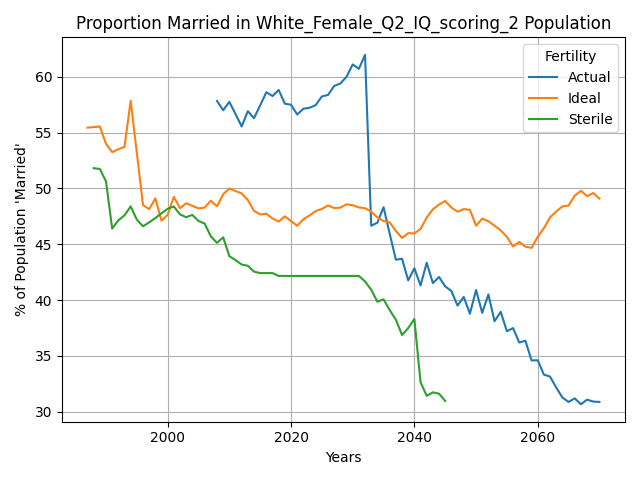 Proportion Married in White_Female_Q2_IQ_scoring_2 Population
Fertility
Actual
Ideal
Sterile
% of Population 'Married'
60
55
50
45
40
35
30
2000
2020
2040
2060
Years